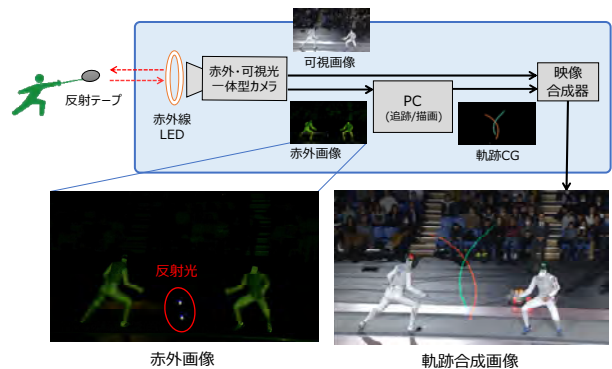 反射テープ
赤外線
LED
赤外・可視光
一体型カメラ
可視画像
赤外画像
PC
(追跡/描画)
軌跡CG
映像
合成器
反射光
赤外画像
軌跡合成画像